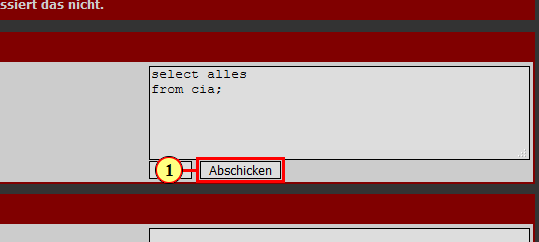 ssiert das nicht.
select alles
from cia;
1
Abschicken